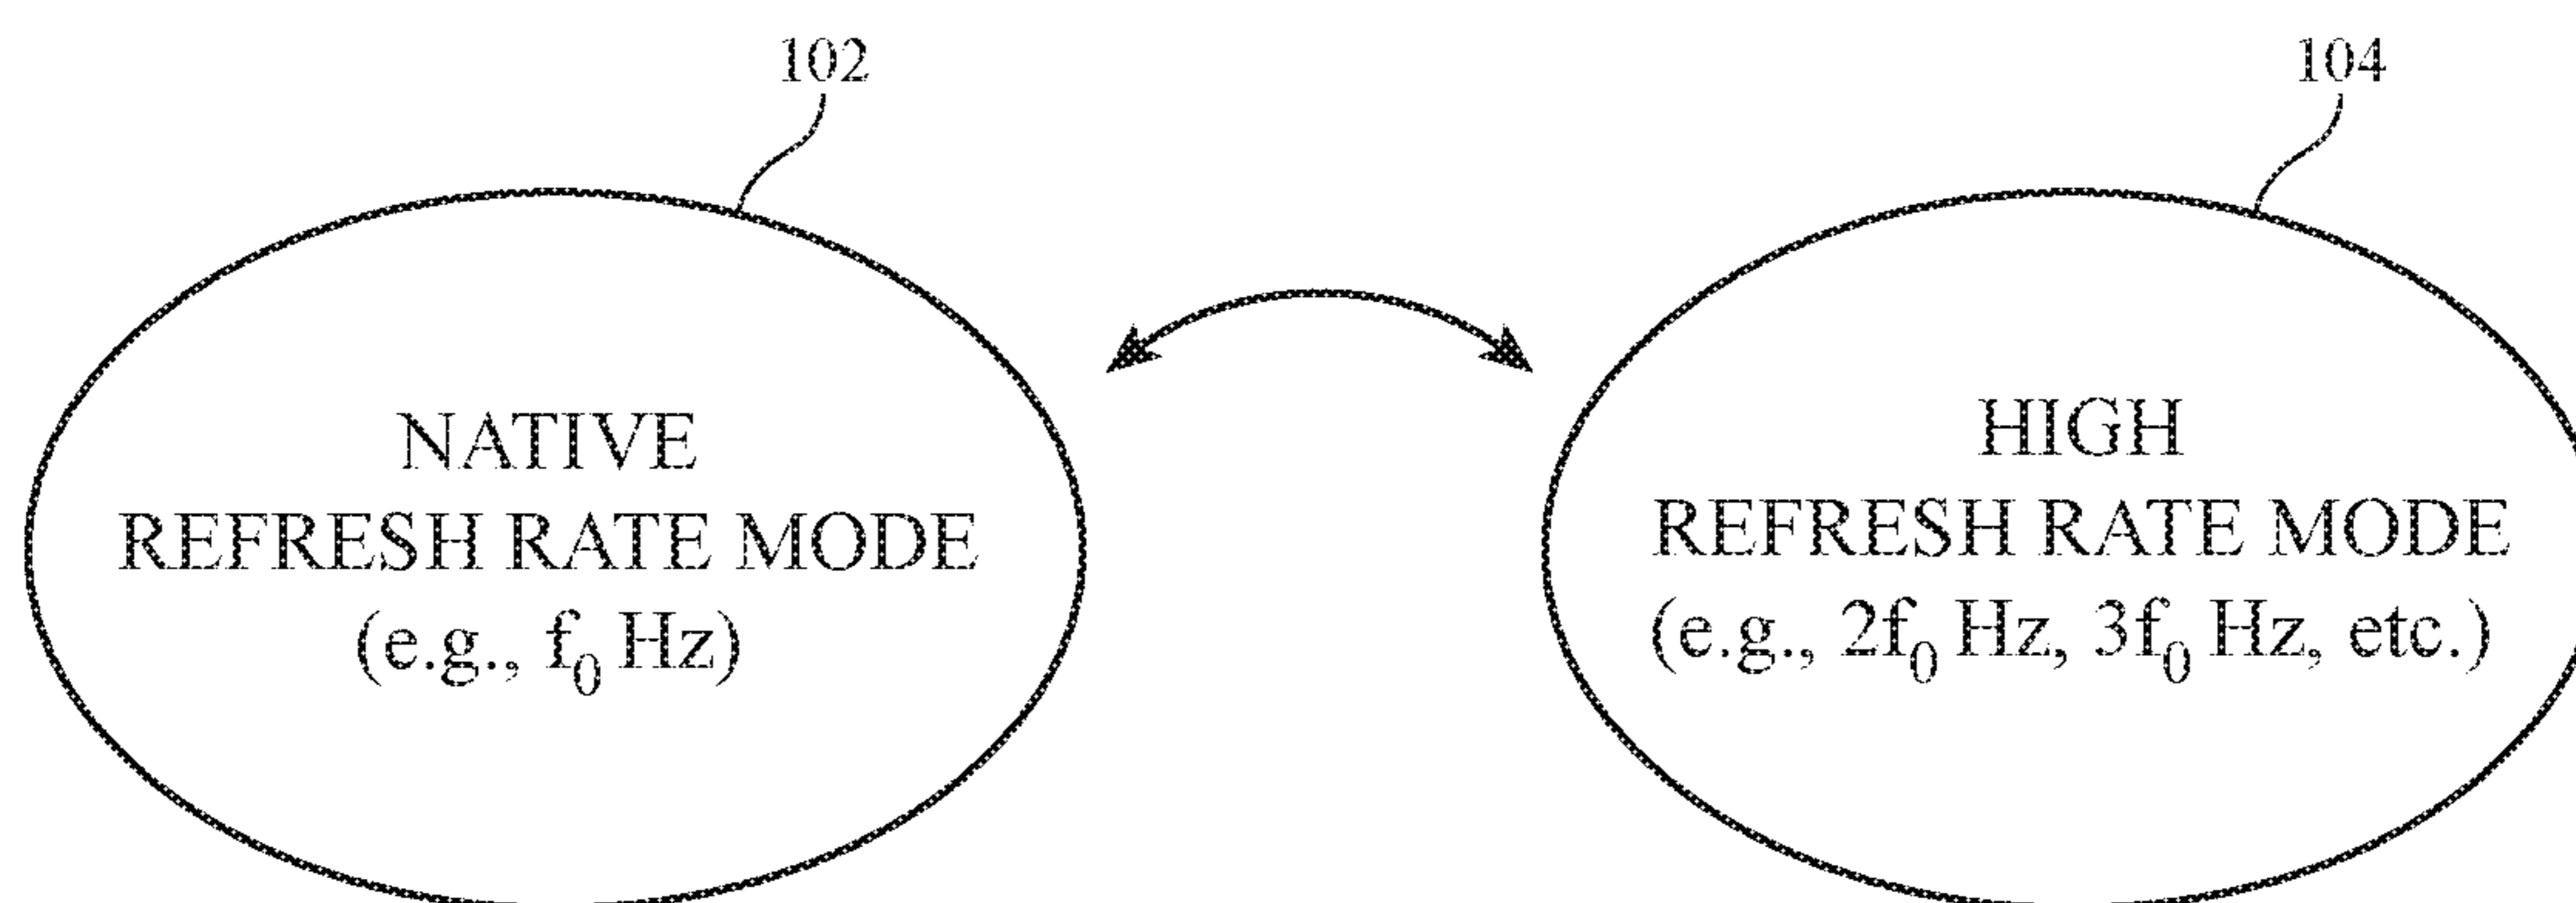 102
104
NATIVE
REFRESH RATE MODE
(e.g., f₀ Hz)
HIGH
REFRESH RATE MODE
(e.g., 2f₀ Hz, 3f₀ Hz, etc.)